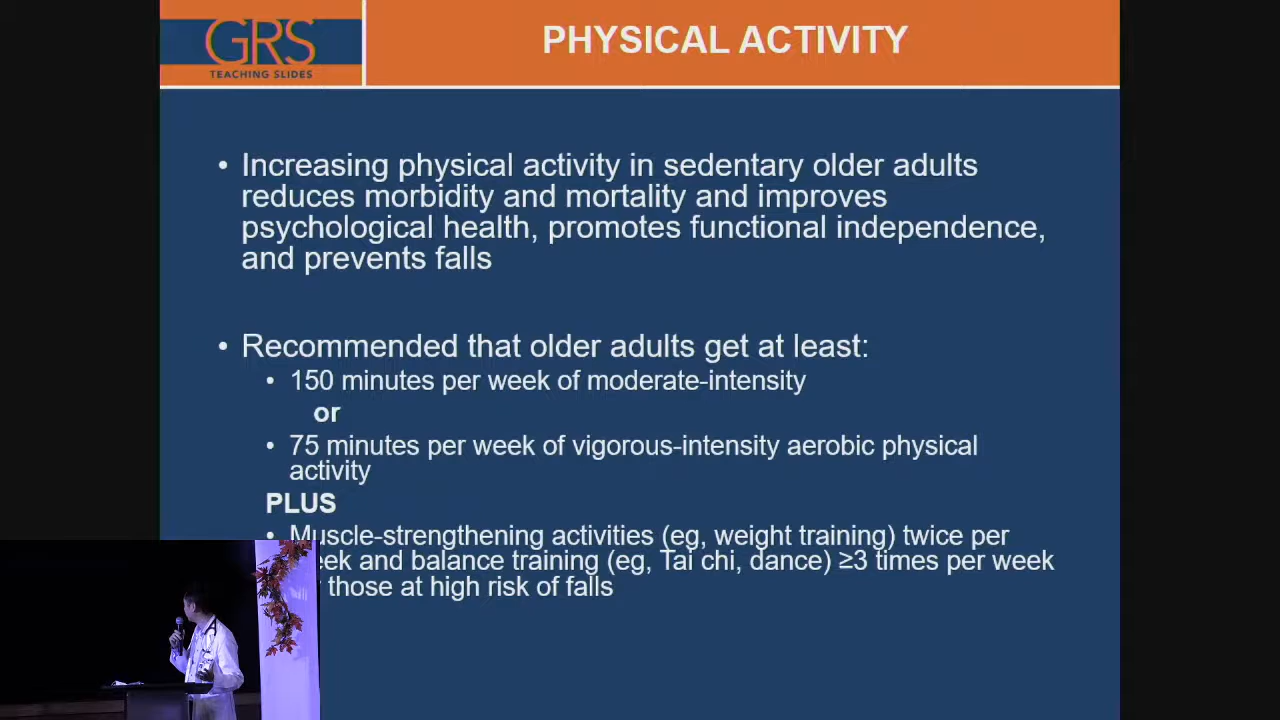 GRS
TEACHING SLIDES
PHYSICAL ACTIVITY
• Increasing physical activity in sedentary older adults
reduces morbidity and mortality and improves
psychological health, promotes functional independence,
and prevents falls
• Recommended that older adults get at least:
• 150 minutes per week of moderate-intensity
or
• 75 minutes per week of vigorous-intensity aerobic physical
activity
PLUS
• Muscle-strengthening activities (eg, weight training) twice per
eek and balance training (eg, Tai chi, dance) ≥3 times per week
those at high risk of falls